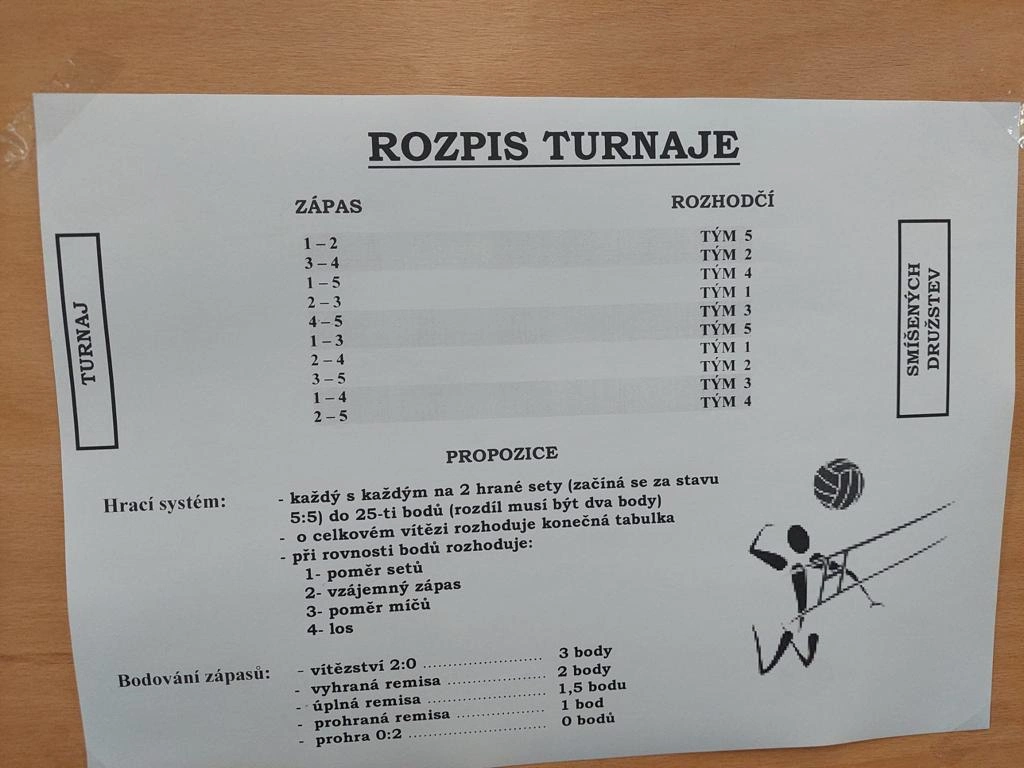 ROZPIS TURNAJE
ZÁPAS ROZHODČÍ
1 – 2 TÝM 5
3 – 4 TÝM 2
1 – 5 TÝM 4
2 – 3 TÝM 1
4 – 5 TÝM 3
1 – 3 TÝM 5
2 – 4 TÝM 1
3 – 5 TÝM 2
1 – 4 TÝM 3
2 – 5 TÝM 4
TURNAJ
SMÍŠENÝCH
DRUŽSTEV
PROPOZICE
Hrací systém: - každý s každým na 2 hrané sety (začíná se za stavu
5:5) do 25-ti bodů (rozdíl musí být dva body)
- o celkovém vítězi rozhoduje konečná tabulka
- při rovnosti bodů rozhoduje:
1- poměr setů
2- vzájemný zápas
3- poměr míčů
4- los
Bodování zápasů: - vítězství 2:0 ........................ 3 body
- vyhraná remisa .................... 2 body
- úplná remisa ........................ 1,5 bodu
- prohraná remisa .................. 1 bod
- prohra 0:2 ............................ 0 bodů